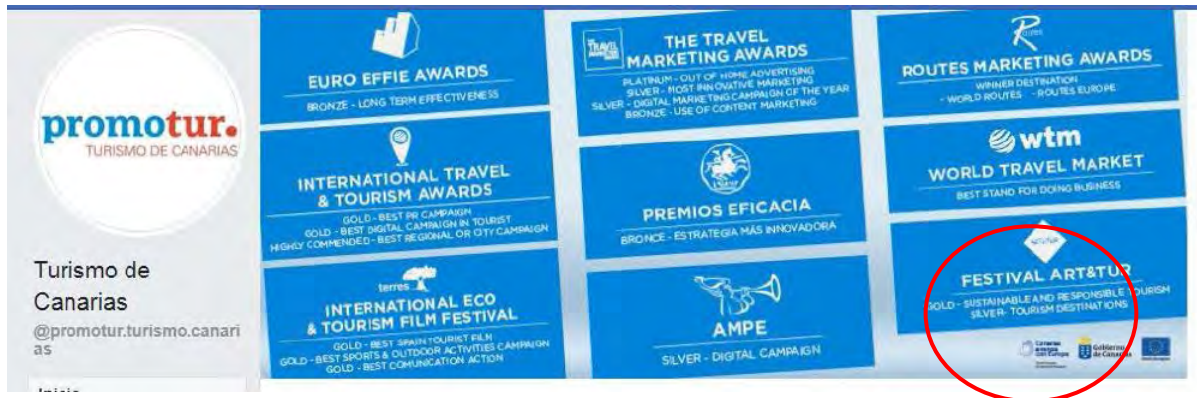 promotur.
TURISMO DE CANARIAS
Turismo de
Canarias
@promotur.turismo.canari
as
Inicio
EURO EFFIE AWARDS
BRONZE - LONG TERM EFFECTIVENESS
INTERNATIONAL TRAVEL
& TOURISM AWARDS
GOLD - BEST PR CAMPAIGN
GOLD - BEST DIGITAL CAMPAIGN IN TOURIST
HIGHLY COMMENDED - BEST REGIONAL OR CITY CAMPAIGN
terres
INTERNATIONAL ECO
& TOURISM FILM FESTIVAL
GOLD - BEST SPAIN TOURIST FILM
GOLD - BEST SPORTS & OUTDOOR ACTIVITIES CAMPAIGN
GOLD - BEST COMUNICATION ACTION
THE TRAVEL
MARKETING AWARDS
PLATINUM - OUT OF HOME ADVERTISING
SILVER - MOST INNOVATIVE MARKETING
SILVER - DIGITAL MARKETING CAMPAIGN OF THE YEAR
BRONZE - USE OF CONTENT MARKETING
PREMIOS EFICACIA
BRONCE - ESTRATEGIA MÁS INNOVADORA
AMPE
SILVER - DIGITAL CAMPAIGN
Routes
ROUTES MARKETING AWARDS
WINNER DESTINATION
- WORLD ROUTES - ROUTES EUROPE
wtm
WORLD TRAVEL MARKET
BEST STAND FOR DOING BUSINESS
FESTIVAL ART&TUR
GOLD - SUSTAINABLE AND RESPONSIBLE TOURISM
SILVER - TOURISM DESTINATIONS
Canarias
avanza
con Europa
Gobierno
de Canarias